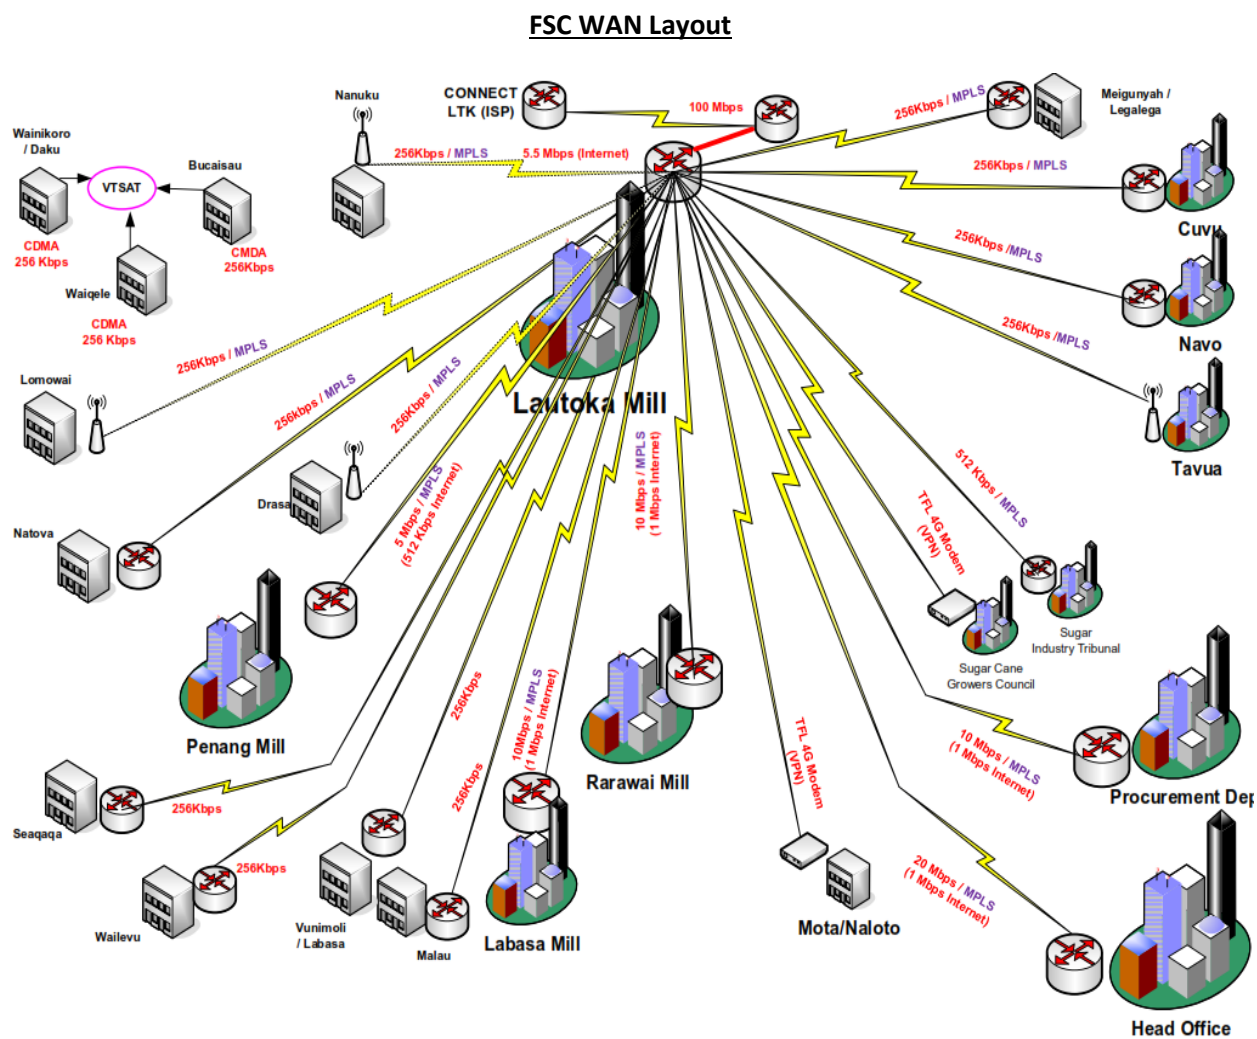 FSC WAN Layout
CONNECT
LTK (ISP)
100 Mbps
Nanuku
256Kbps / MPLS
5.5 Mbps (Internet)
256Kbps / MPLS
Meigunyah /
Legalega
Wainikoro
/ Daku
VTSAT
Bucaisau
CDMA
256 Kbps
CMDA
256Kbps
Waiqele
CDMA
256 Kbps
256Kbps / MPLS
Cuvu
256Kbps /MPLS
Navo
256Kbps /MPLS
Tavua
Lautoka Mill
256Kbps / MPLS
Lomowai
256kbps / MPLS
Natova
256Kbps / MPLS
Drasa
5 Mbps / MPLS
(512 Kbps Internet)
Penang Mill
10 Mbps / MPLS
(1 Mbps Internet)
Rarawai Mill
512 Kbps / MPLS
Sugar
Industry Tribunal
TFL 4G Modem
(VPN)
Sugar Cane
Growers Council
256Kbps
Seaqaqa
256Kbps
Wailevu
256Kbps
Vunimoli
/ Labasa
256Kbps
Malau
10Mbps / MPLS
(1 Mbps Internet)
Labasa Mill
TFL 4G Modem
(VPN)
Mota/Naloto
10 Mbps / MPLS
(1 Mbps Internet)
Procurement Dep
20 Mbps / MPLS
(1 Mbps Internet)
Head Office